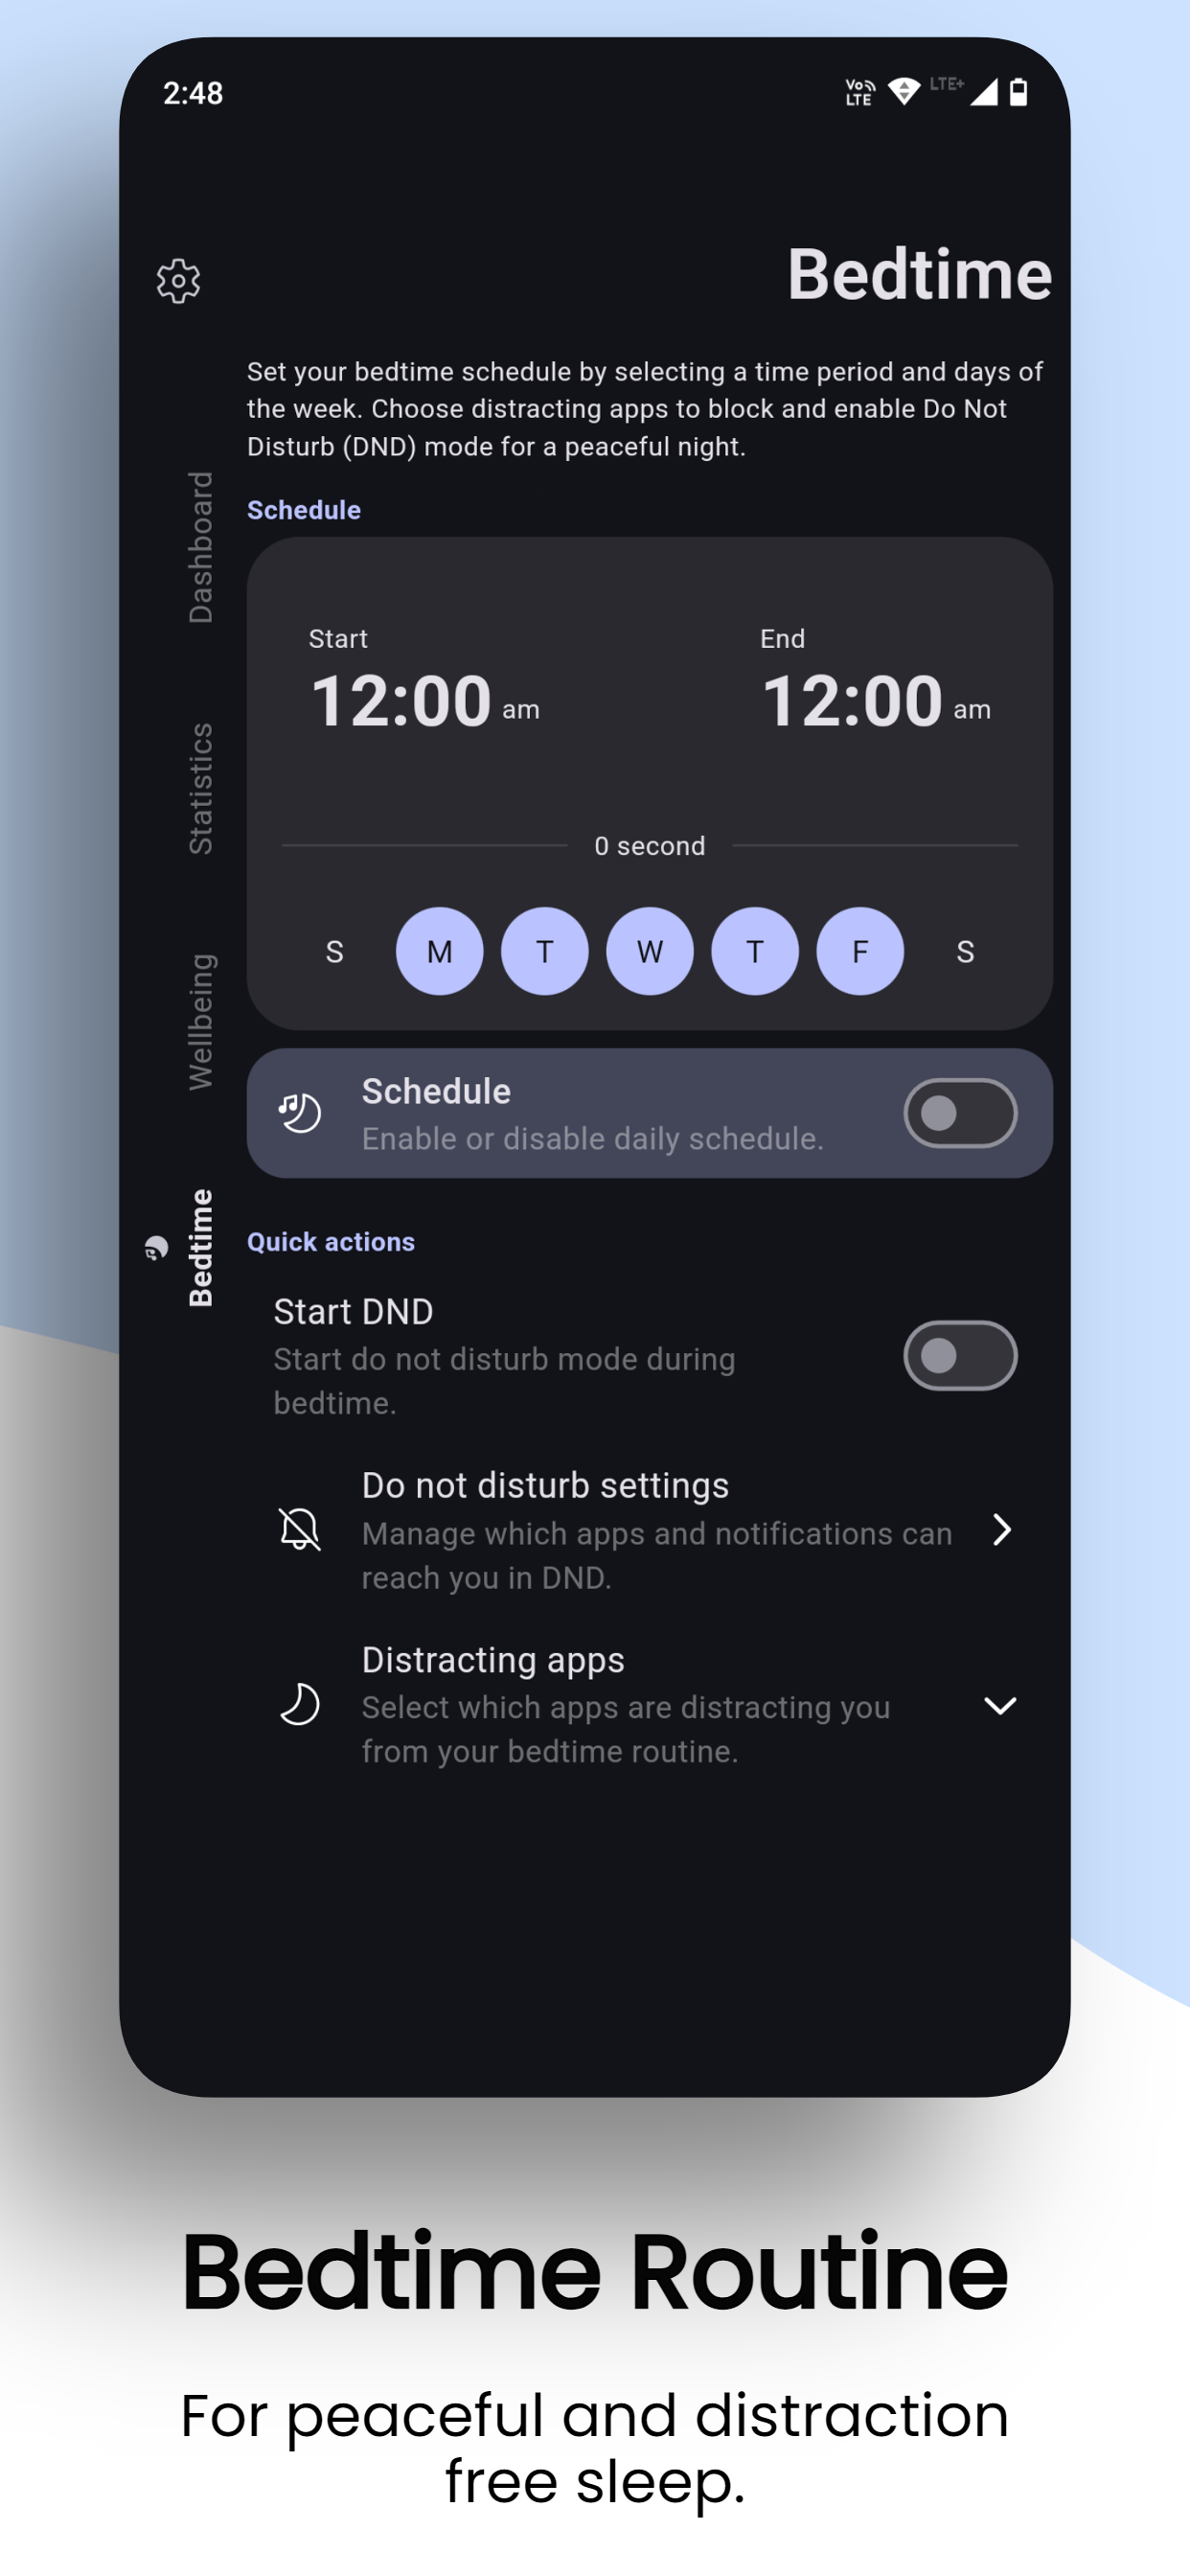 2:48
Vo LTE
LTE+
Bedtime
Set your bedtime schedule by selecting a time period and days of
the week. Choose distracting apps to block and enable Do Not
Disturb (DND) mode for a peaceful night.
Dashboard
Statistics
Wellbeing
Bedtime
Schedule
Start End
12:00 am 12:00 am
0 second
S M T W T F S
Schedule
Enable or disable daily schedule.
Quick actions
Start DND
Start do not disturb mode during
bedtime.
Do not disturb settings
Manage which apps and notifications can
reach you in DND.
Distracting apps
Select which apps are distracting you
from your bedtime routine.
Bedtime Routine
For peaceful and distraction
free sleep.